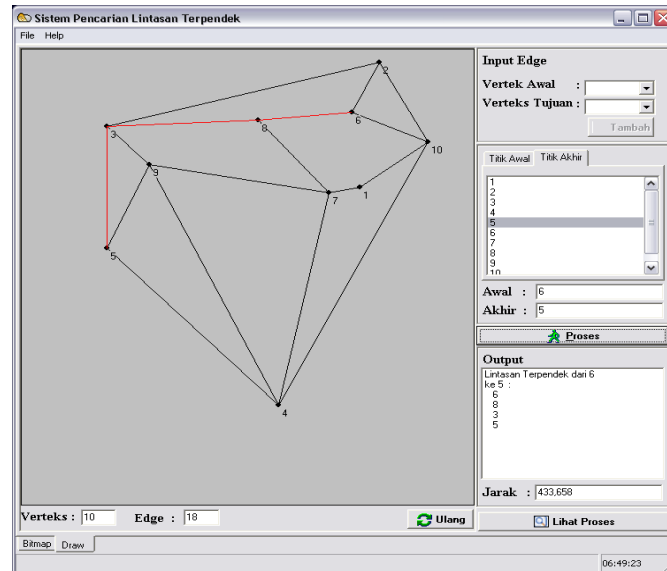 Sistem Pencarian Lintasan Terpendek
File Help
2
3
8
6
10
9
7
1
5
4
Input Edge
Vertek Awal :
Verteks Tujuan :
Tambah
Titik Awal Titik Akhir
1
2
3
4
5
6
7
8
9
10
Awal : 6
Akhir : 5
Proses
Output
Lintasan Terpendek dari 6
ke 5 :
6
8
3
5
Jarak : 433,658
Verteks : 10 Edge : 18 Ulang
Lihat Proses
Bitmap Draw
06:49:23